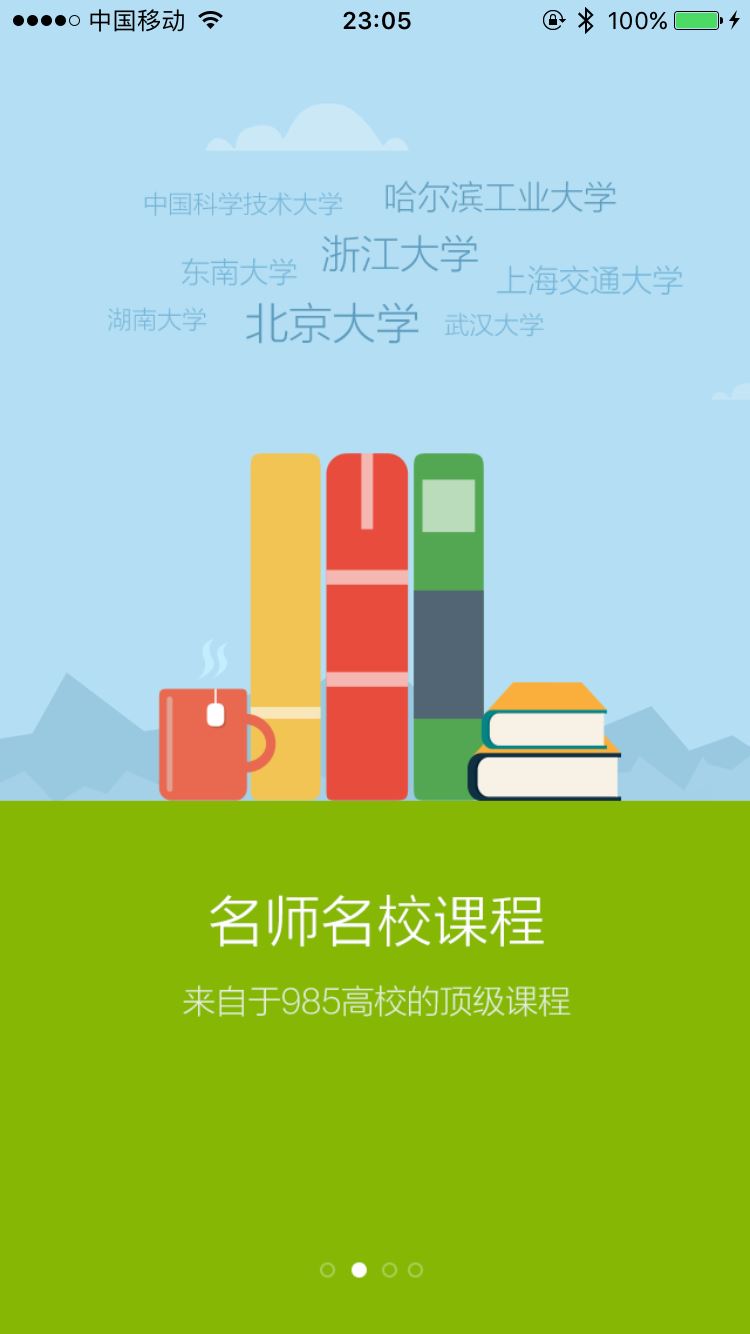 中国移动 23:05 100%
中国科学技术大学 哈尔滨工业大学
浙江大学
东南大学 上海交通大学
湖南大学 北京大学 武汉大学
名师名校课程
来自于985高校的顶级课程